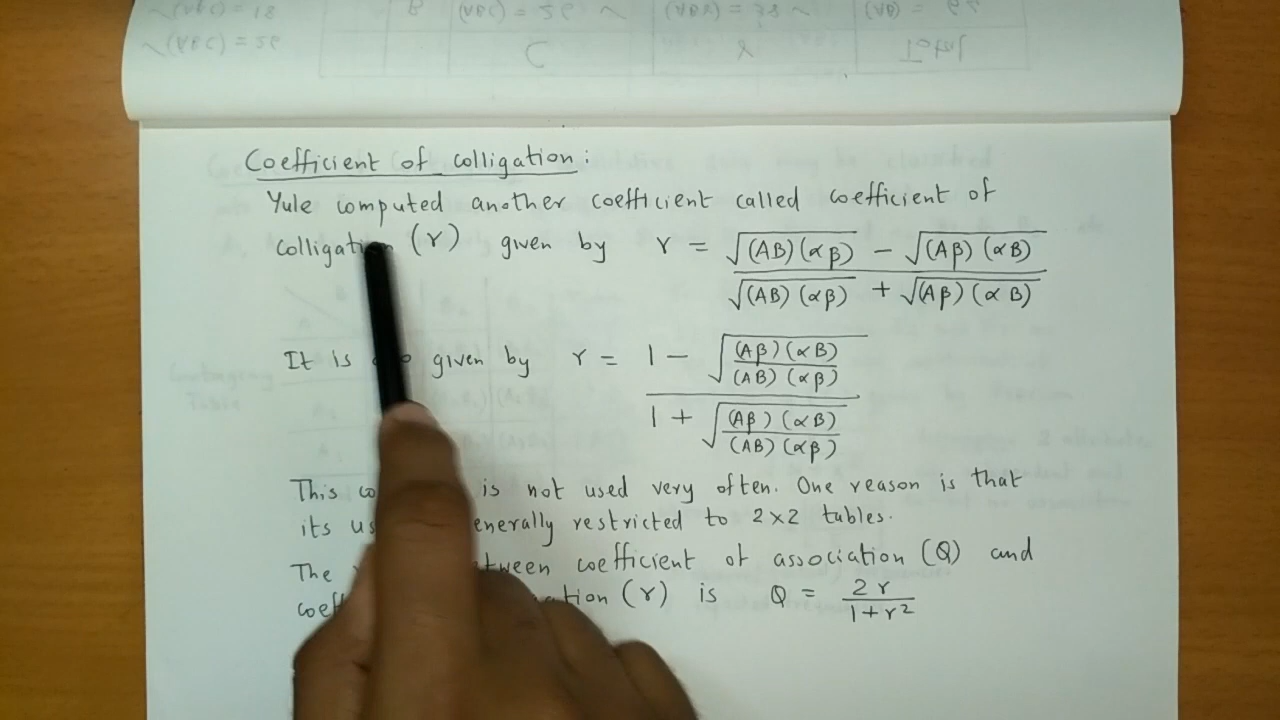 Coefficient of colligation:
Yule computed another coefficient called coefficient of
colligation (γ) given by γ = √(AB)(αβ) − √(Aβ)(αB) / √(AB)(αβ) + √(Aβ)(αB)
It is given by γ = 1 − √(Aβ)(αB)/(AB)(αβ) / 1 + √(Aβ)(αB)/(AB)(αβ)
This is not used very often. One reason is that
its restricted to 2×2 tables.
The coefficient of association (Q) and
(γ) is Q = 2γ / 1+γ²